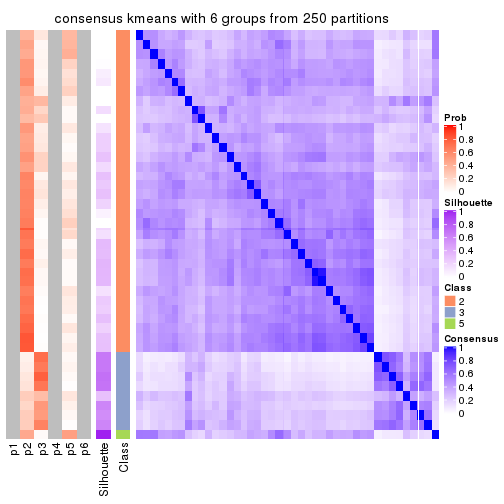 consensus kmeans with 6 groups from 250 partitions
Prob
1
0.8
0.6
0.4
0.2
0
Silhouette
1
0.8
0.6
0.4
0.2
0
Class
2
3
5
Consensus
1
0.8
0.6
0.4
0.2
0
p1
p2
p3
p4
p5
p6
Silhouette
Class